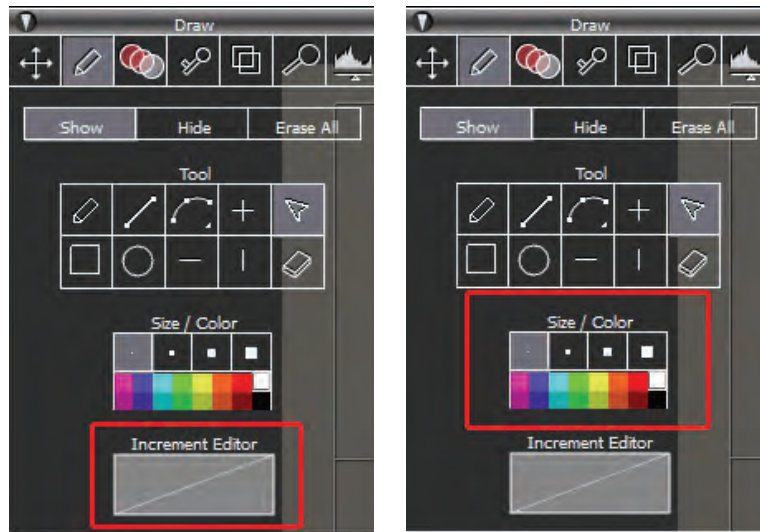 Draw
Show Hide Erase All
Tool
Size / Color
Increment Editor
Draw
Show Hide Erase All
Tool
Size / Color
Increment Editor